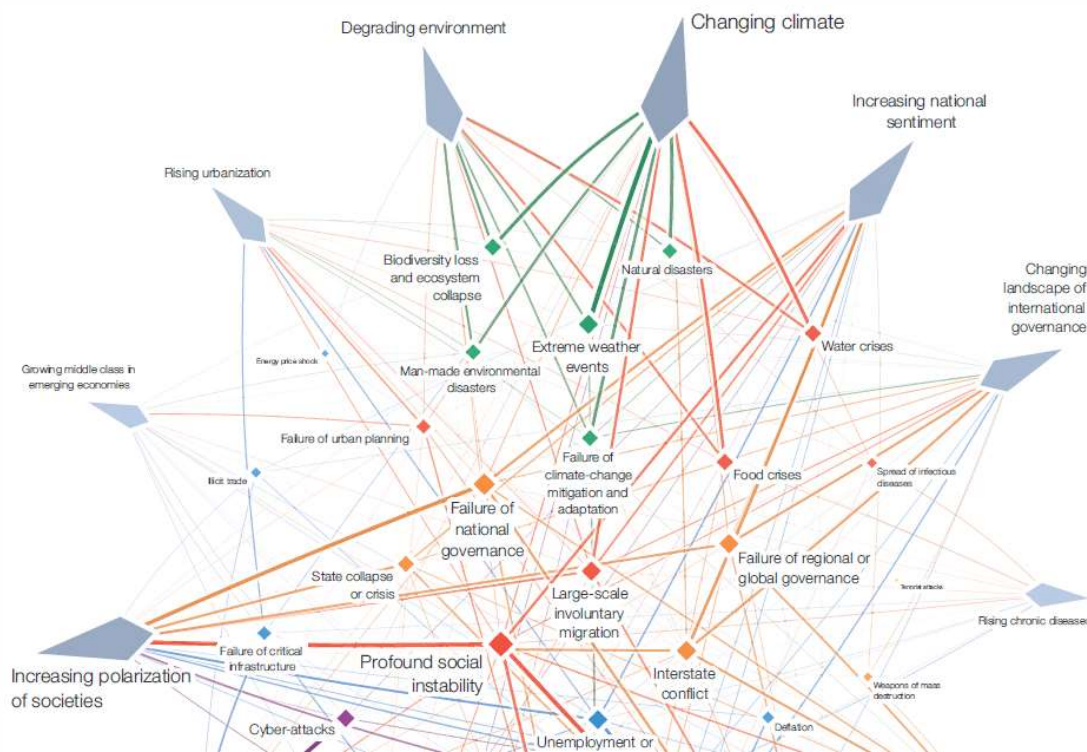 Changing climate
Degrading environment
Increasing national
sentiment
Rising urbanization
Biodiversity loss
and ecosystem
collapse
Natural disasters
Changing
landscape of
international
governance
Extreme weather
events
Water crises
Energy price shock
Man-made environmental
disasters
Growing middle class in
emerging economies
Failure of urban planning
Failure of
climate-change
mitigation and
adaptation
Food crises
Spread of infectious
diseases
Illicit trade
Failure of
national
governance
State collapse
or crisis
Large-scale
involuntary
migration
Failure of regional or
global governance
Terrorist attacks
Rising chronic diseases
Increasing polarization
of societies
Failure of critical
infrastructure
Profound social
instability
Interstate
conflict
Weapons of mass
destruction
Cyber-attacks
Unemployment or
Deflation